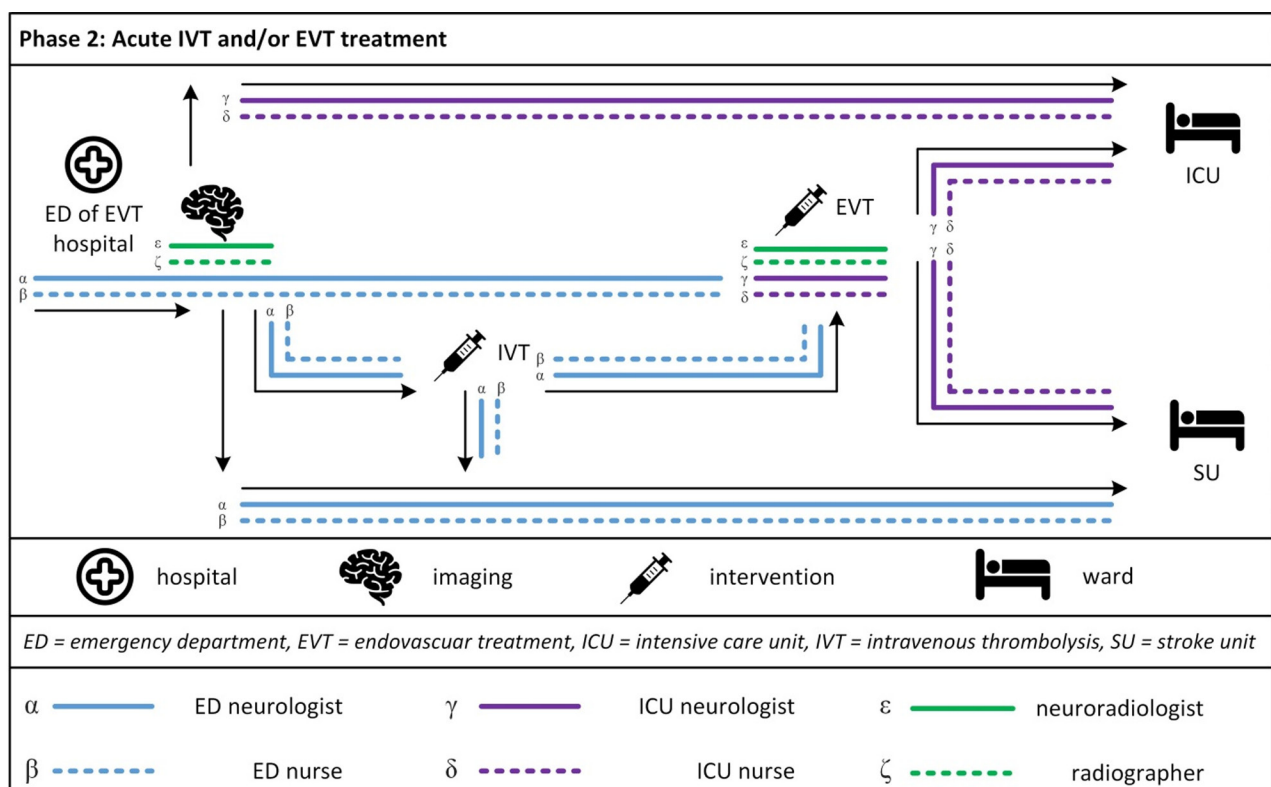 Phase 2: Acute IVT and/or EVT treatment
γ
δ
ICU
ED of EVT
hospital
ε
ζ
EVT
ε
ζ
γ δ
γ δ
α
β
γ
δ
α β
IVT
β
α
α β
SU
α
β
hospital imaging intervention ward
ED = emergency department, EVT = endovascuar treatment, ICU = intensive care unit, IVT = intravenous thrombolysis, SU = stroke unit
α ED neurologist γ ICU neurologist ε neuroradiologist
β ED nurse δ ICU nurse ζ radiographer